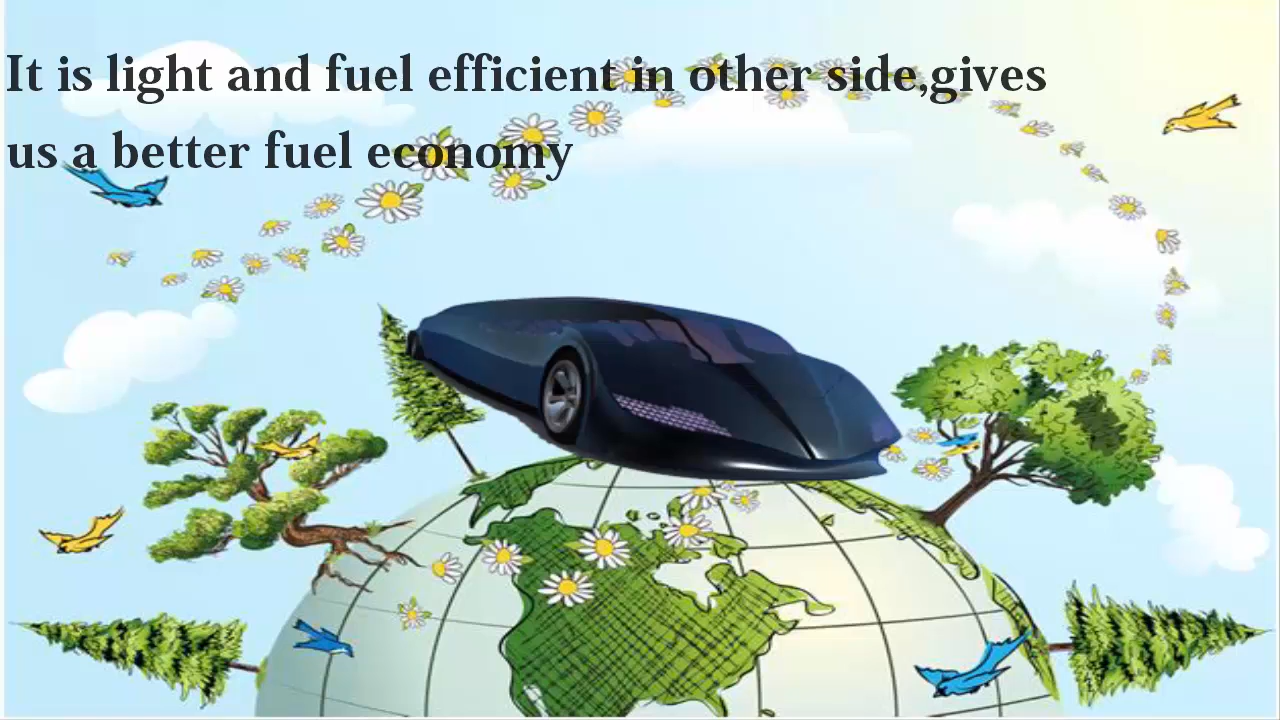 It is light and fuel efficient in other side,gives
us a better fuel economy